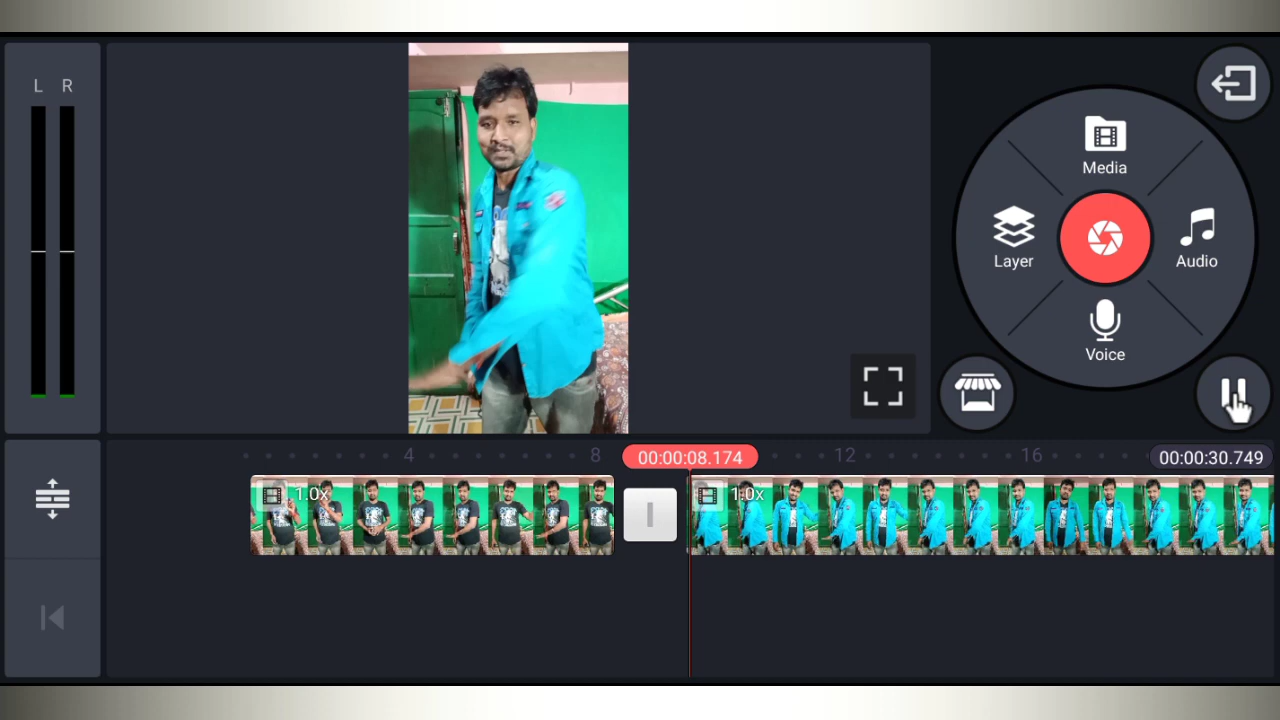 L R
Media
Layer
Audio
Voice
4
8
00:00:08.174
12
16
00:00:30.749
1.0x
1.0x